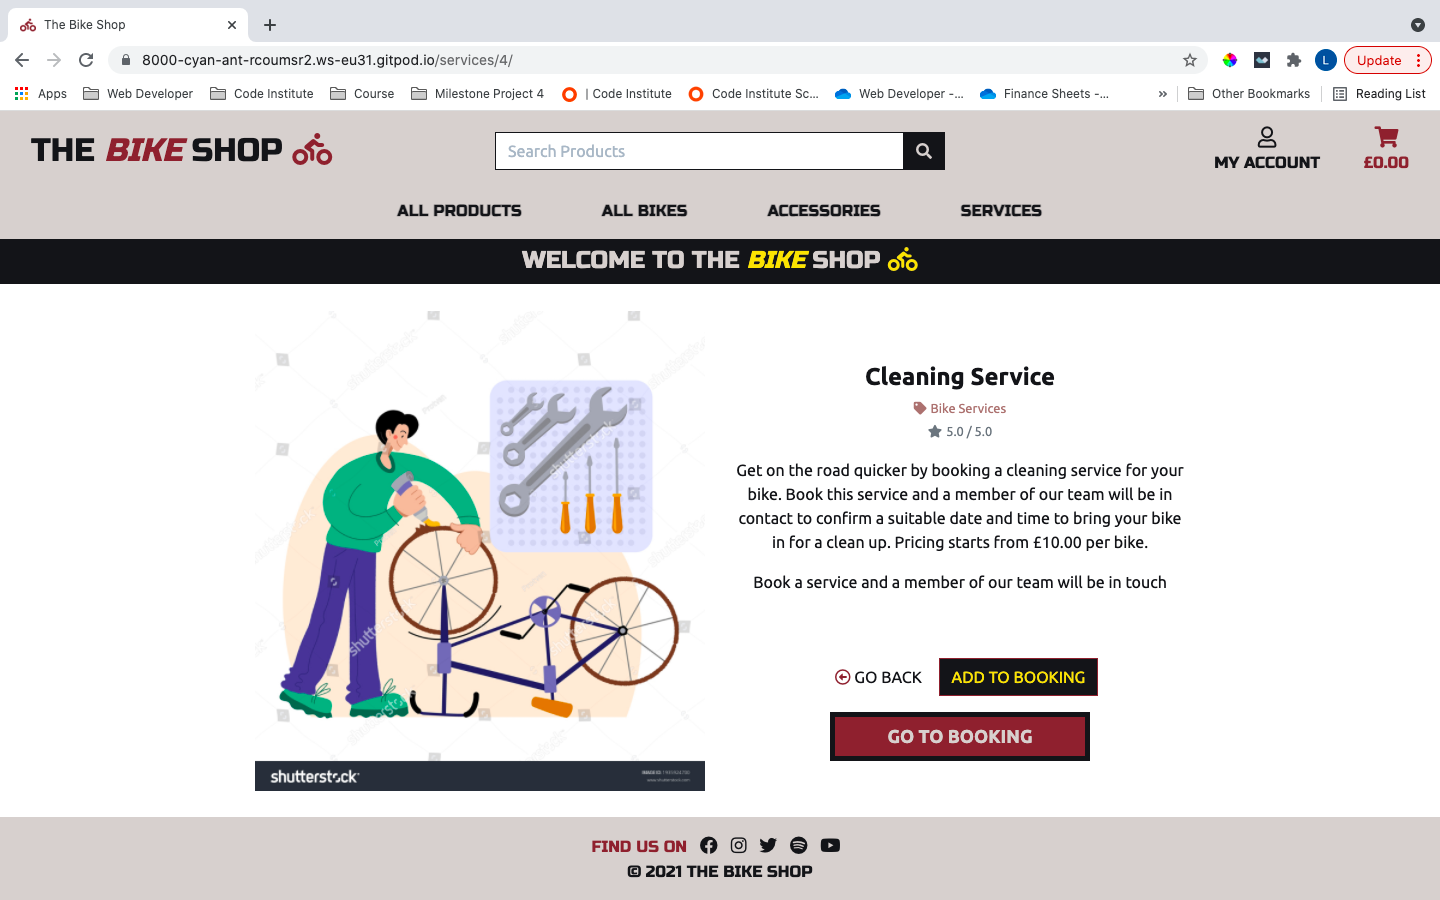 The Bike Shop
8000-cyan-ant-rcoumsr2.ws-eu31.gitpod.io/services/4/
L
Update
Apps
Web Developer
Code Institute
Course
Milestone Project 4
| Code Institute
Code Institute Sc...
Web Developer -...
Finance Sheets -...
»
Other Bookmarks
Reading List
THE BIKE SHOP
Search Products
MY ACCOUNT
£0.00
ALL PRODUCTS
ALL BIKES
ACCESSORIES
SERVICES
WELCOME TO THE BIKE SHOP
Cleaning Service
Bike Services
5.0 / 5.0
Get on the road quicker by booking a cleaning service for your
bike. Book this service and a member of our team will be in
contact to confirm a suitable date and time to bring your bike
in for a clean up. Pricing starts from £10.00 per bike.
Book a service and a member of our team will be in touch
GO BACK
ADD TO BOOKING
GO TO BOOKING
shutterstock
FIND US ON
© 2021 THE BIKE SHOP